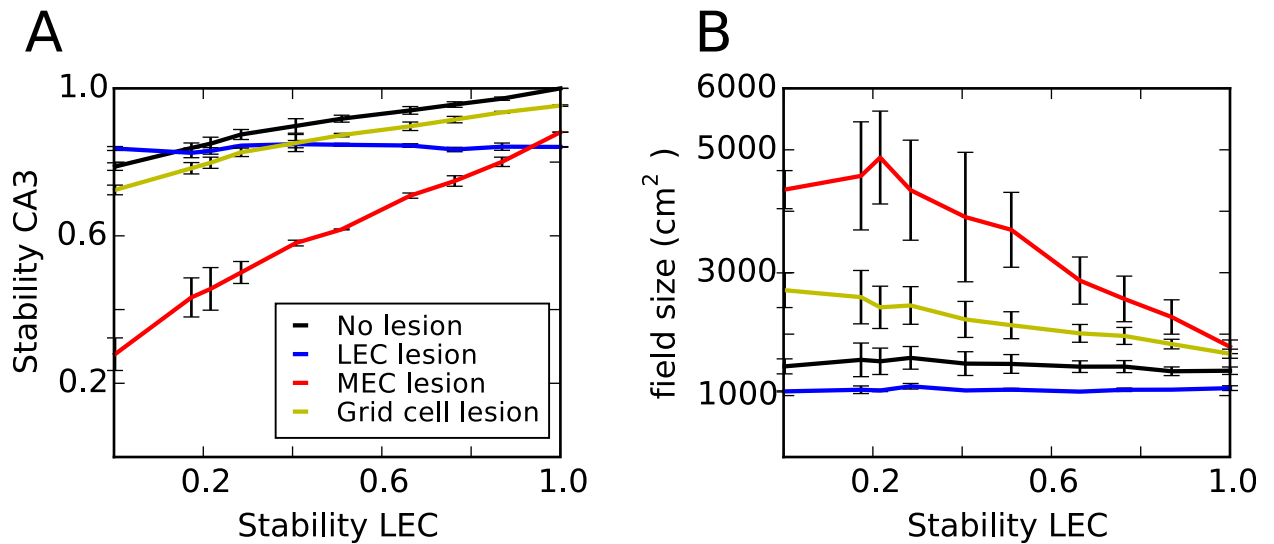 A
Stability CA3
1.0
0.6
0.2
No lesion
LEC lesion
MEC lesion
Grid cell lesion
0.2
0.6
1.0
Stability LEC
B
field size (cm²)
6000
5000
3000
1000
0.2
0.6
1.0
Stability LEC